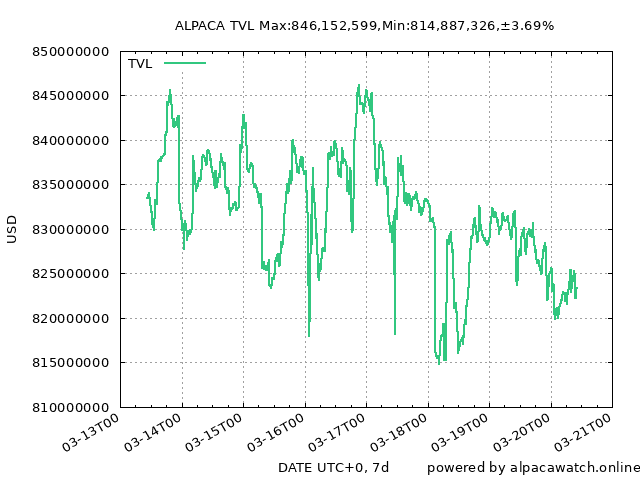 ALPACA TVL Max:846,152,599,Min:814,887,326,±3.69%
850000000
TVL
845000000
840000000
835000000
830000000
825000000
820000000
815000000
810000000
USD
03-13T00
03-14T00
03-15T00
03-16T00
03-17T00
03-18T00
03-19T00
03-20T00
03-21T00
DATE UTC+0, 7d
powered by alpacawatch.online